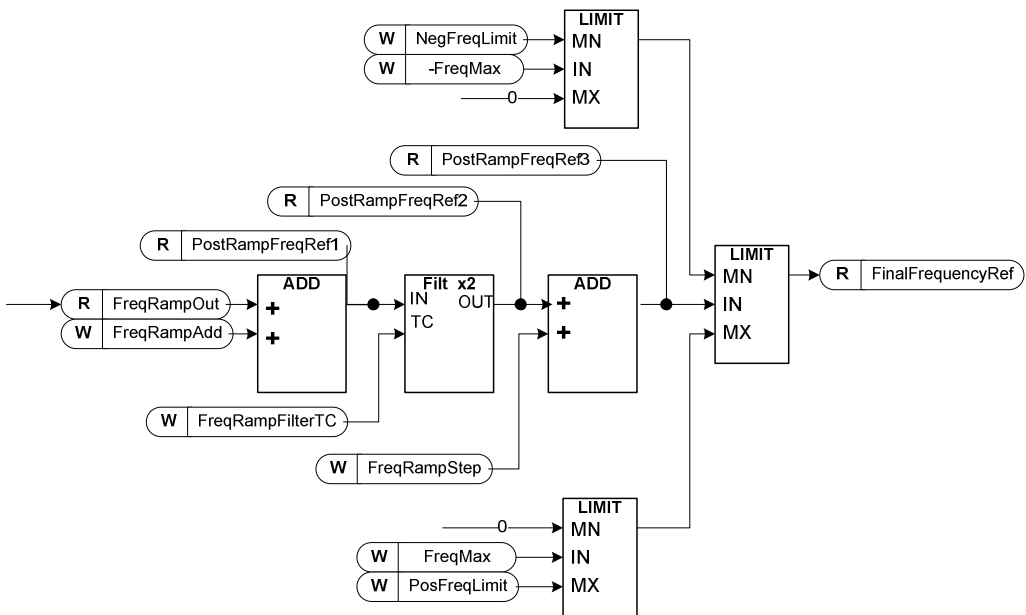 LIMIT
W NegFreqLimit MN
W -FreqMax IN
0 MX
R PostRampFreqRef3
R PostRampFreqRef2
R PostRampFreqRef1
ADD
Filt x2
ADD
LIMIT
MN
R FinalFrequencyRef
R FreqRampOut + IN OUT + IN
W FreqRampAdd + TC + MX
W FreqRampFilterTC
W FreqRampStep
LIMIT
0 MN
W FreqMax IN
W PosFreqLimit MX